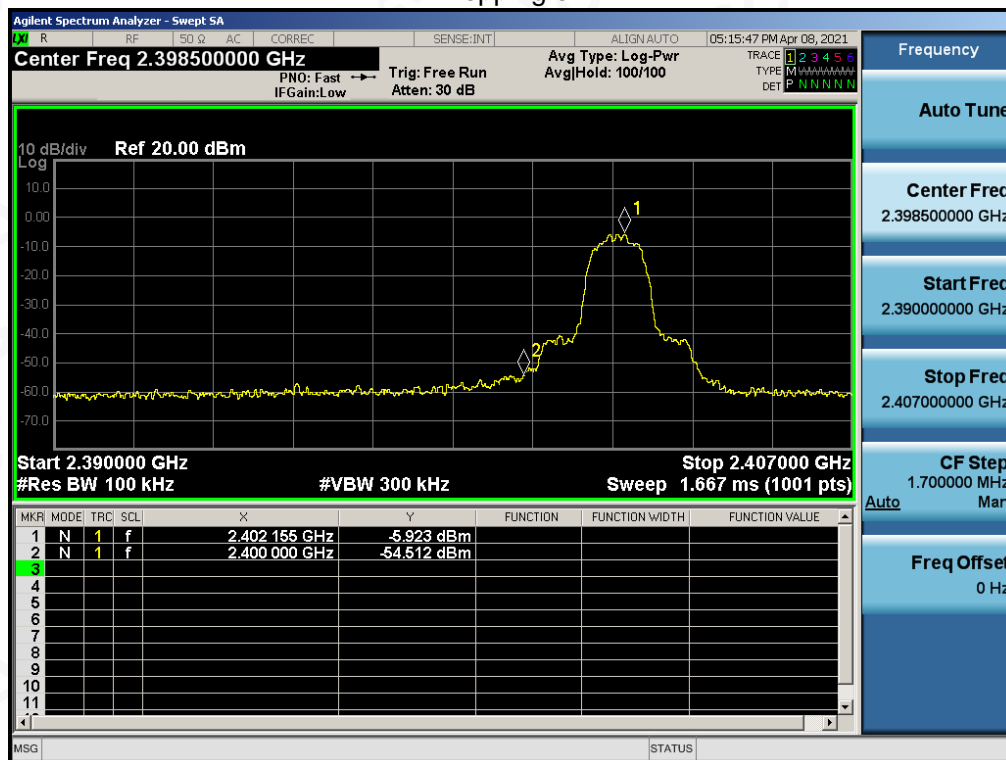 Agilent Spectrum Analyzer - Swept SA
LXI R RF 50 Ω AC CORREC SENSE:INT ALIGNAUTO 05:15:47 PM Apr 08, 2021
Center Freq 2.398500000 GHz
PNO: Fast
IFGain:Low
Trig: Free Run
Atten: 30 dB
Avg Type: Log-Pwr
Avg|Hold: 100/100
TRACE 1 2 3 4 5 6
TYPE M
DET P N N N N N
10 dB/div Ref 20.00 dBm
Log
10.0
0.00
-10.0
-20.0
-30.0
-40.0
-50.0
-60.0
-70.0
1
2
Start 2.390000 GHz Stop 2.407000 GHz
#Res BW 100 kHz #VBW 300 kHz Sweep 1.667 ms (1001 pts)
MKR MODE TRC SCL X Y FUNCTION FUNCTION WIDTH FUNCTION VALUE
1 N 1 f 2.402 155 GHz -5.923 dBm
2 N 1 f 2.400 000 GHz -54.512 dBm
3
4
5
6
7
8
9
10
11
MSG STATUS
Frequency
Auto Tune
Center Freq
2.398500000 GHz
Start Freq
2.390000000 GHz
Stop Freq
2.407000000 GHz
CF Step
1.700000 MHz
Auto Man
Freq Offset
0 Hz